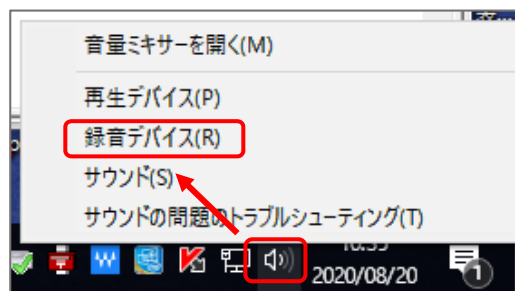 音量ミキサーを開く(M)
再生デバイス(P)
録音デバイス(R)
サウンド(S)
サウンドの問題のトラブルシューティング(T)
2020/08/20
1